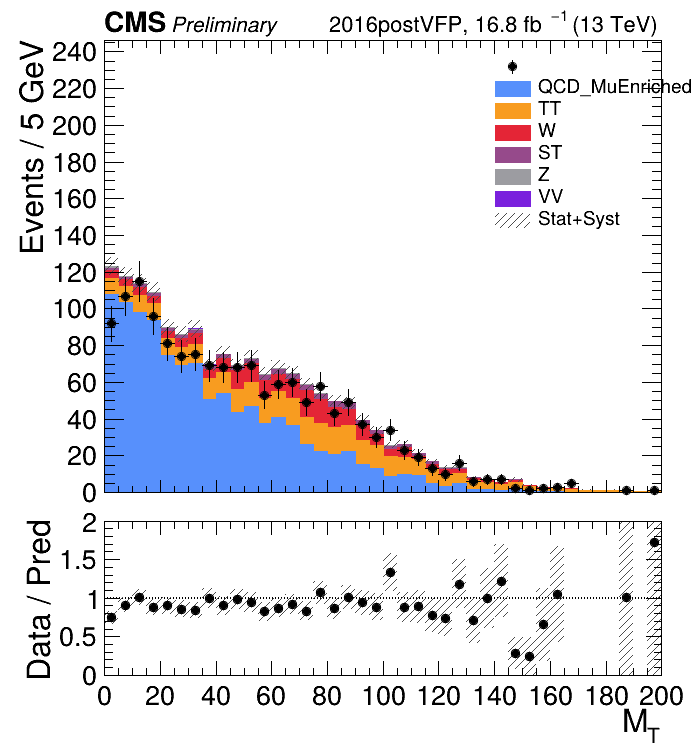 CMS Preliminary 2016postVFP, 16.8 fb⁻¹ (13 TeV)
Events / 5 GeV
240
220
200
180
160
140
120
100
80
60
40
20
0
QCD_MuEnriched
TT
W
ST
Z
VV
Stat+Syst
Data / Pred
2
1.5
1
0.5
0
0 20 40 60 80 100 120 140 160 180 200
M_T